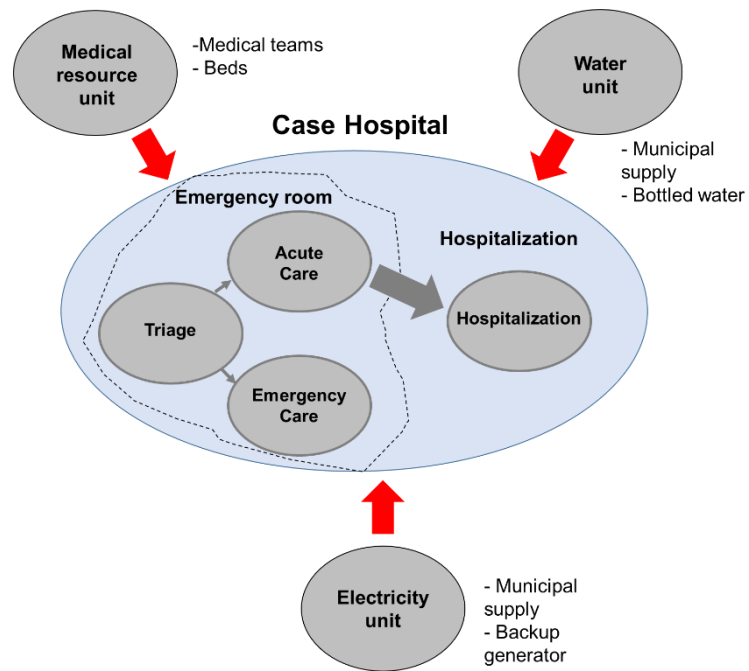 Medical
resource
unit
-Medical teams
- Beds
Water
unit
- Municipal
supply
- Bottled water
Case Hospital
Emergency room
Acute
Care
Triage
Emergency
Care
Hospitalization
Hospitalization
Electricity
unit
- Municipal
supply
- Backup
generator